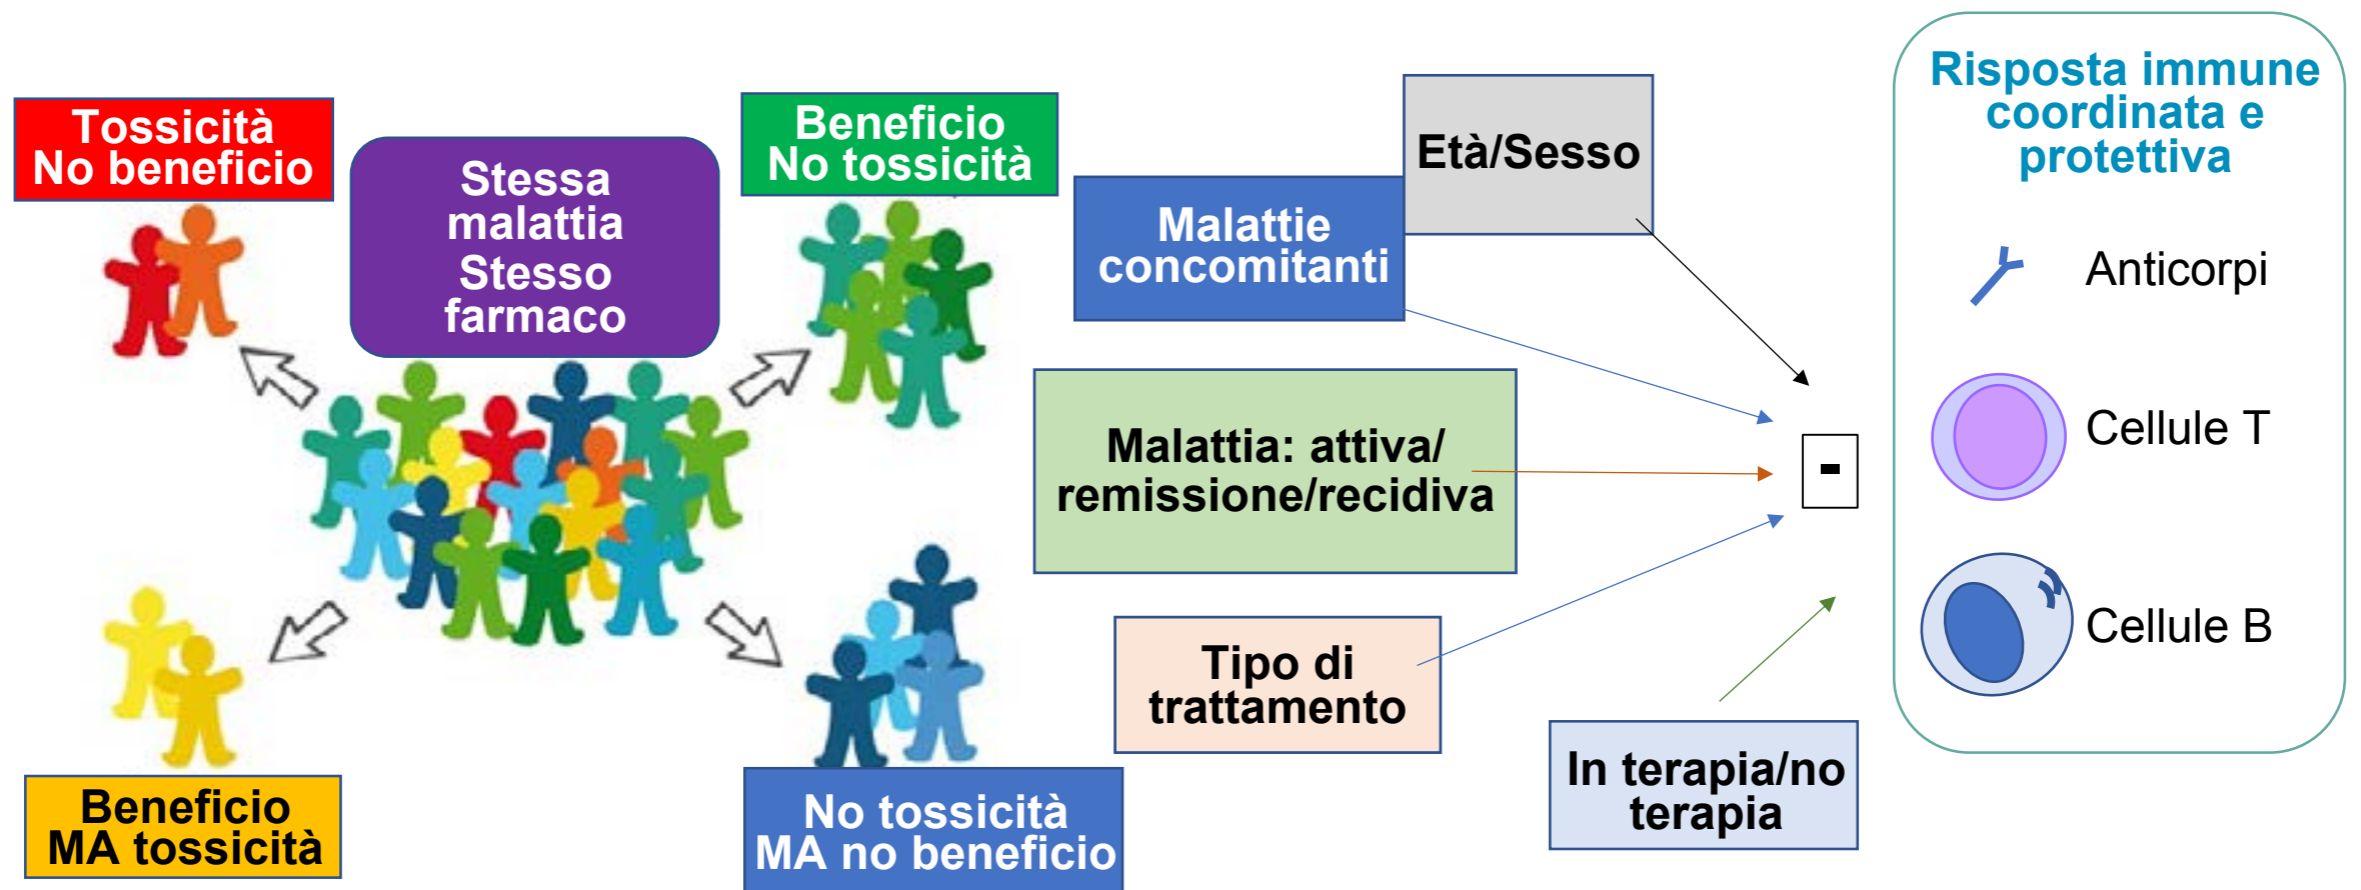 Tossicità
No beneficio
Stessa
malattia
Stesso
farmaco
Beneficio
No tossicità
Beneficio
MA tossicità
No tossicità
MA no beneficio
Età/Sesso
Malattie
concomitanti
Malattia: attiva/
remissione/recidiva
Tipo di
trattamento
In terapia/no
terapia
-
Risposta immune
coordinata e
protettiva
Anticorpi
Cellule T
Cellule B